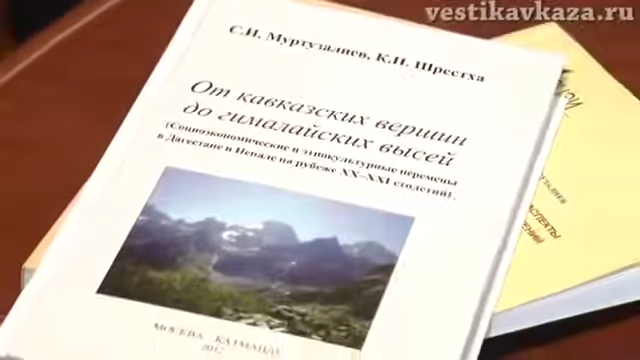 vestikavkaza.ru
С.И. Муртузалиев, К.И. Шрестха
От кавказских вершин
до гималайских высей
(Социоэкономические и этнокультурные перемены
в Дагестане и Непале на рубеже XX–XXI столетий).
МОСКВА, КАТМАНДУ
2012